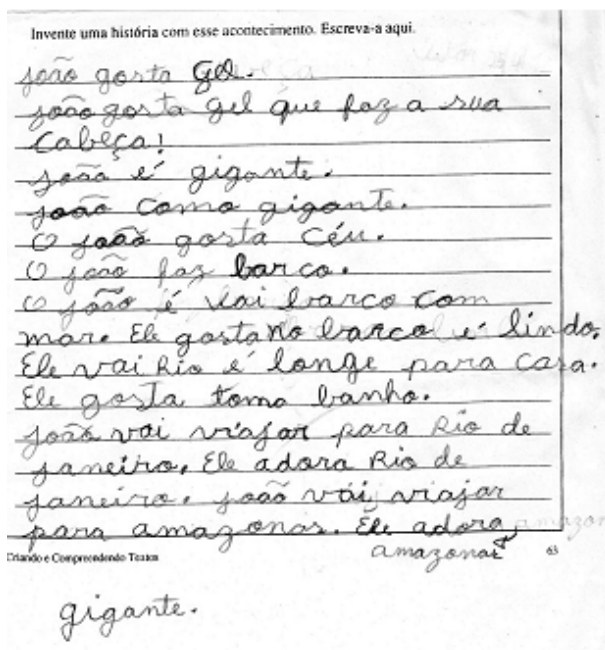 Invente uma história com esse acontecimento. Escreva-a aqui.
joão gosta Gel.
joão gosta gel que faz a sua
Cabeça!
joão é gigante.
joão como gigante.
O joão gosta céu.
O joão faz barco.
O joão é vai barco com
mar. Ele gosta no barco é lindo.
Ele vai Rio é longe para casa.
Ele gosta toma banho.
joão vai viajar para Rio de
janeiro. Ele adora Rio de
janeiro. joão vai viajar
para amazonas. Ele adora
amazonas
Criando e Compreendendo Textos 63
gigante.